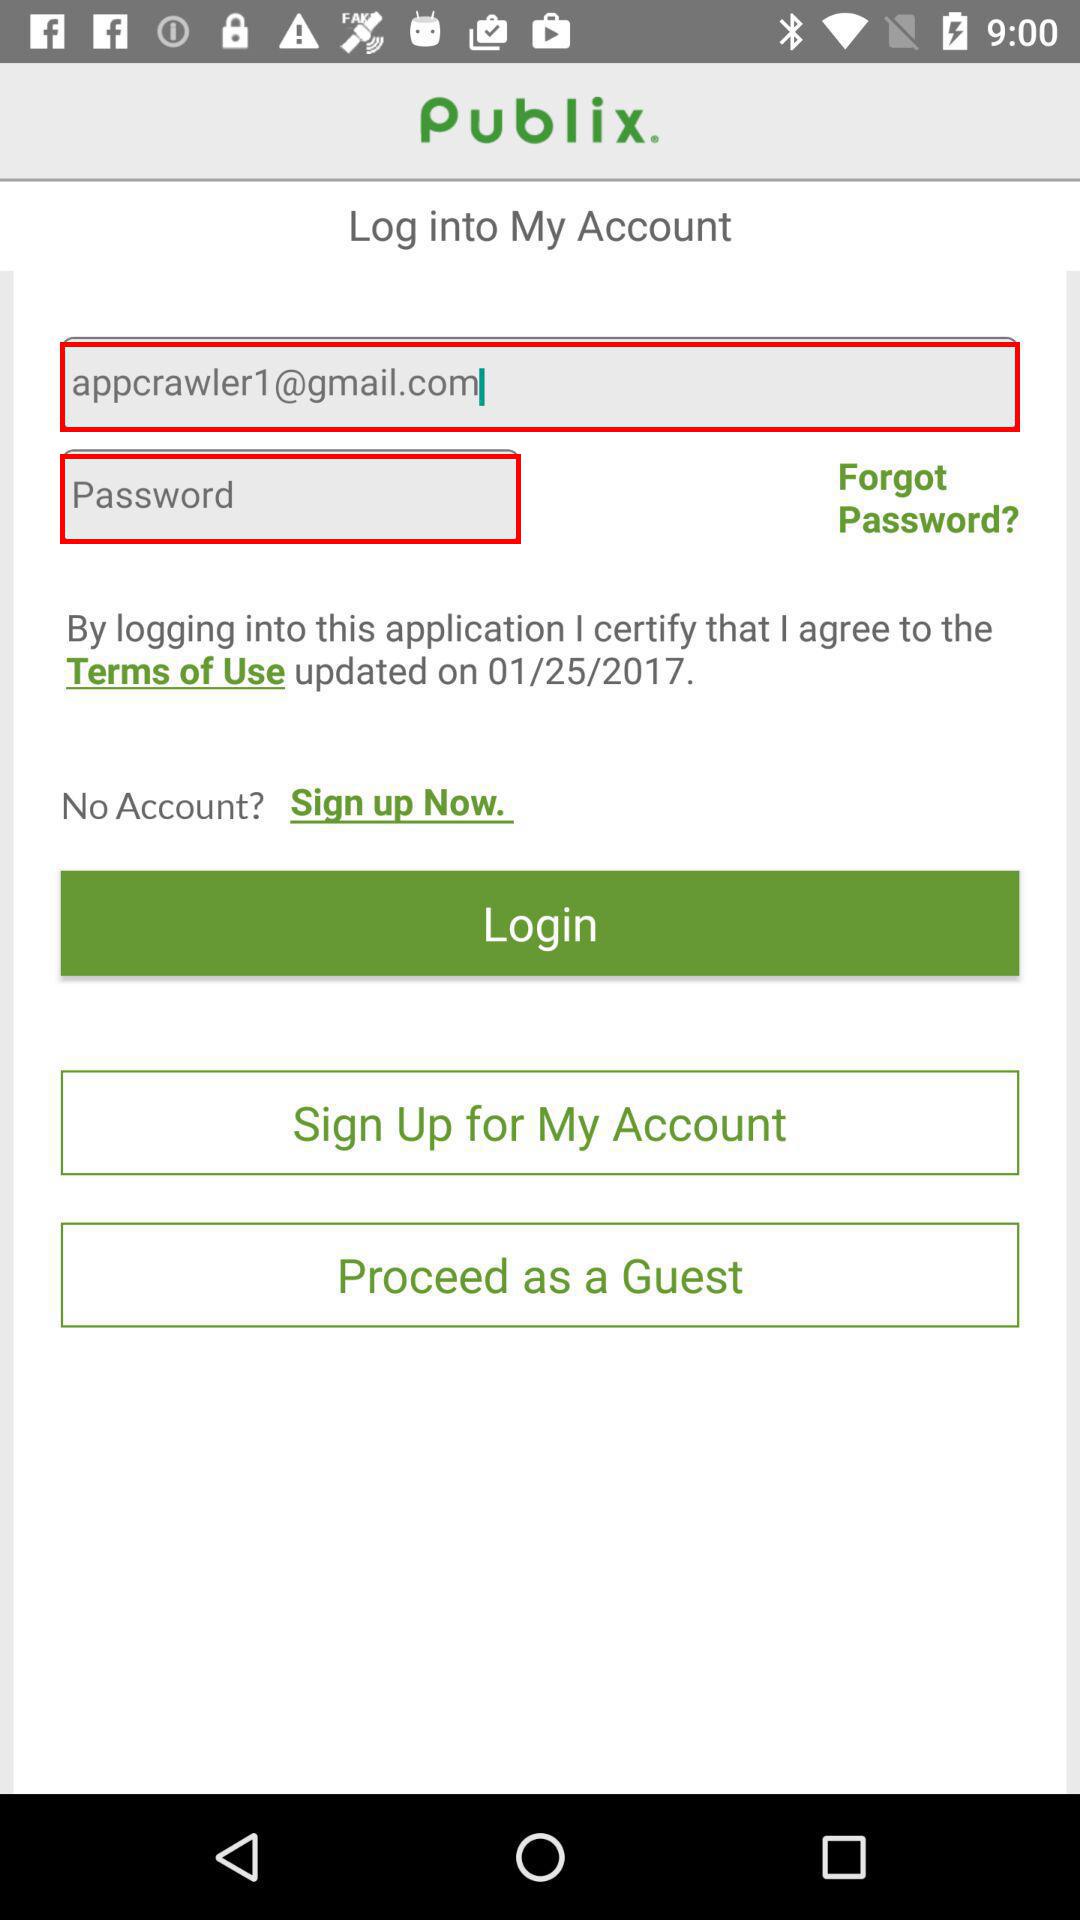 FAKE
9:00
Publix®
Log into My Account
appcrawler1@gmail.com
Password
Forgot
Password?
By logging into this application I certify that I agree to the
Terms of Use updated on 01/25/2017.
No Account? Sign up Now.
Login
Sign Up for My Account
Proceed as a Guest